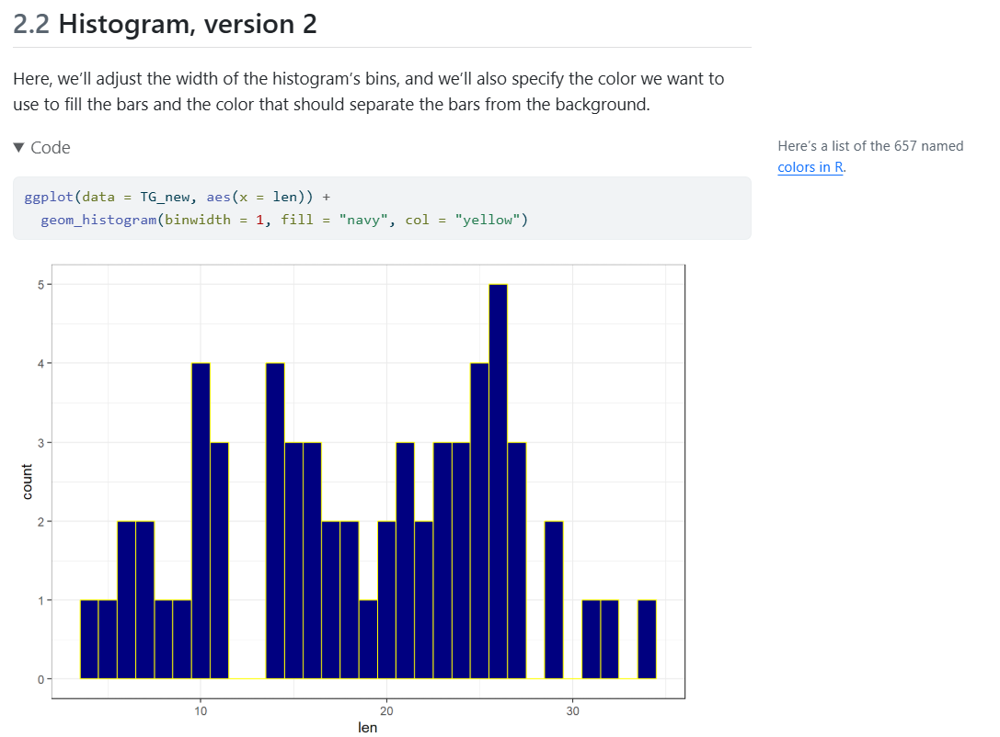 2.2 Histogram, version 2
Here, we'll adjust the width of the histogram's bins, and we'll also specify the color we want to
use to fill the bars and the color that should separate the bars from the background.
▼ Code
Here's a list of the 657 named
colors in R.
ggplot(data = TG_new, aes(x = len)) +
  geom_histogram(binwidth = 1, fill = "navy", col = "yellow")
5
4
3
2
1
0
count
10 20 30
len